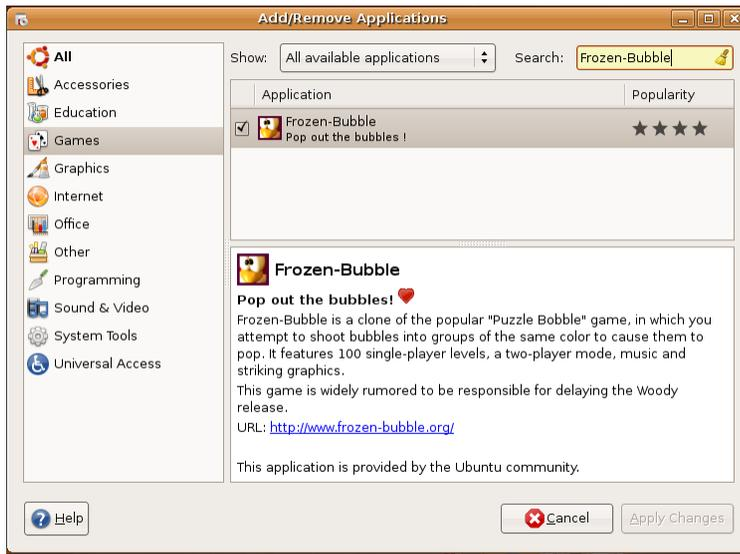 Add/Remove Applications
All
Accessories
Education
Games
Graphics
Internet
Office
Other
Programming
Sound & Video
System Tools
Universal Access
Show: All available applications Search: Frozen-Bubble
Application Popularity
Frozen-Bubble
Pop out the bubbles !
Frozen-Bubble
Pop out the bubbles!
Frozen-Bubble is a clone of the popular "Puzzle Bobble" game, in which you
attempt to shoot bubbles into groups of the same color to cause them to
pop. It features 100 single-player levels, a two-player mode, music and
striking graphics.
This game is widely rumored to be responsible for delaying the Woody
release.
URL: http://www.frozen-bubble.org/
This application is provided by the Ubuntu community.
Help Cancel Apply Changes